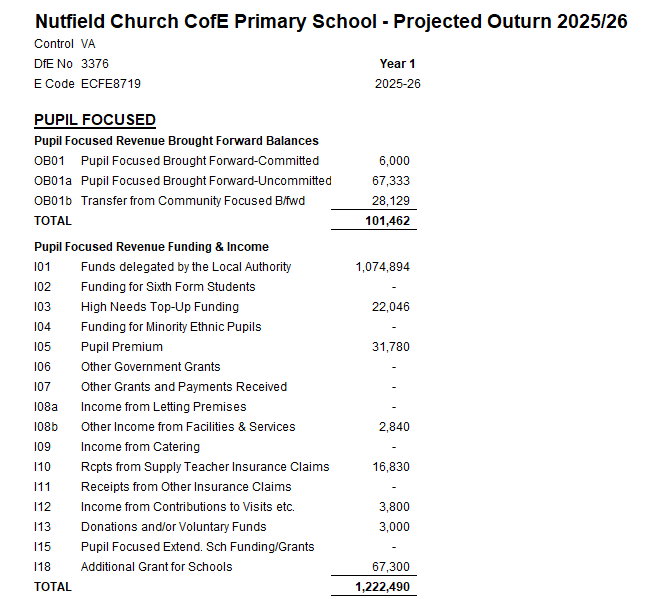 Nutfield Church CofE Primary School - Projected Outurn 2025/26
Control VA
DfE No 3376 Year 1
E Code ECFE8719 2025-26
PUPIL FOCUSED
Pupil Focused Revenue Brought Forward Balances
OB01 Pupil Focused Brought Forward-Committed 6,000
OB01a Pupil Focused Brought Forward-Uncommitted 67,333
OB01b Transfer from Community Focused B/fwd 28,129
TOTAL 101,462
Pupil Focused Revenue Funding & Income
I01 Funds delegated by the Local Authority 1,074,894
I02 Funding for Sixth Form Students -
I03 High Needs Top-Up Funding 22,046
I04 Funding for Minority Ethnic Pupils -
I05 Pupil Premium 31,780
I06 Other Government Grants -
I07 Other Grants and Payments Received -
I08a Income from Letting Premises -
I08b Other Income from Facilities & Services 2,840
I09 Income from Catering -
I10 Rcpts from Supply Teacher Insurance Claims 16,830
I11 Receipts from Other Insurance Claims -
I12 Income from Contributions to Visits etc. 3,800
I13 Donations and/or Voluntary Funds 3,000
I15 Pupil Focused Extend. Sch Funding/Grants -
I18 Additional Grant for Schools 67,300
TOTAL 1,222,490